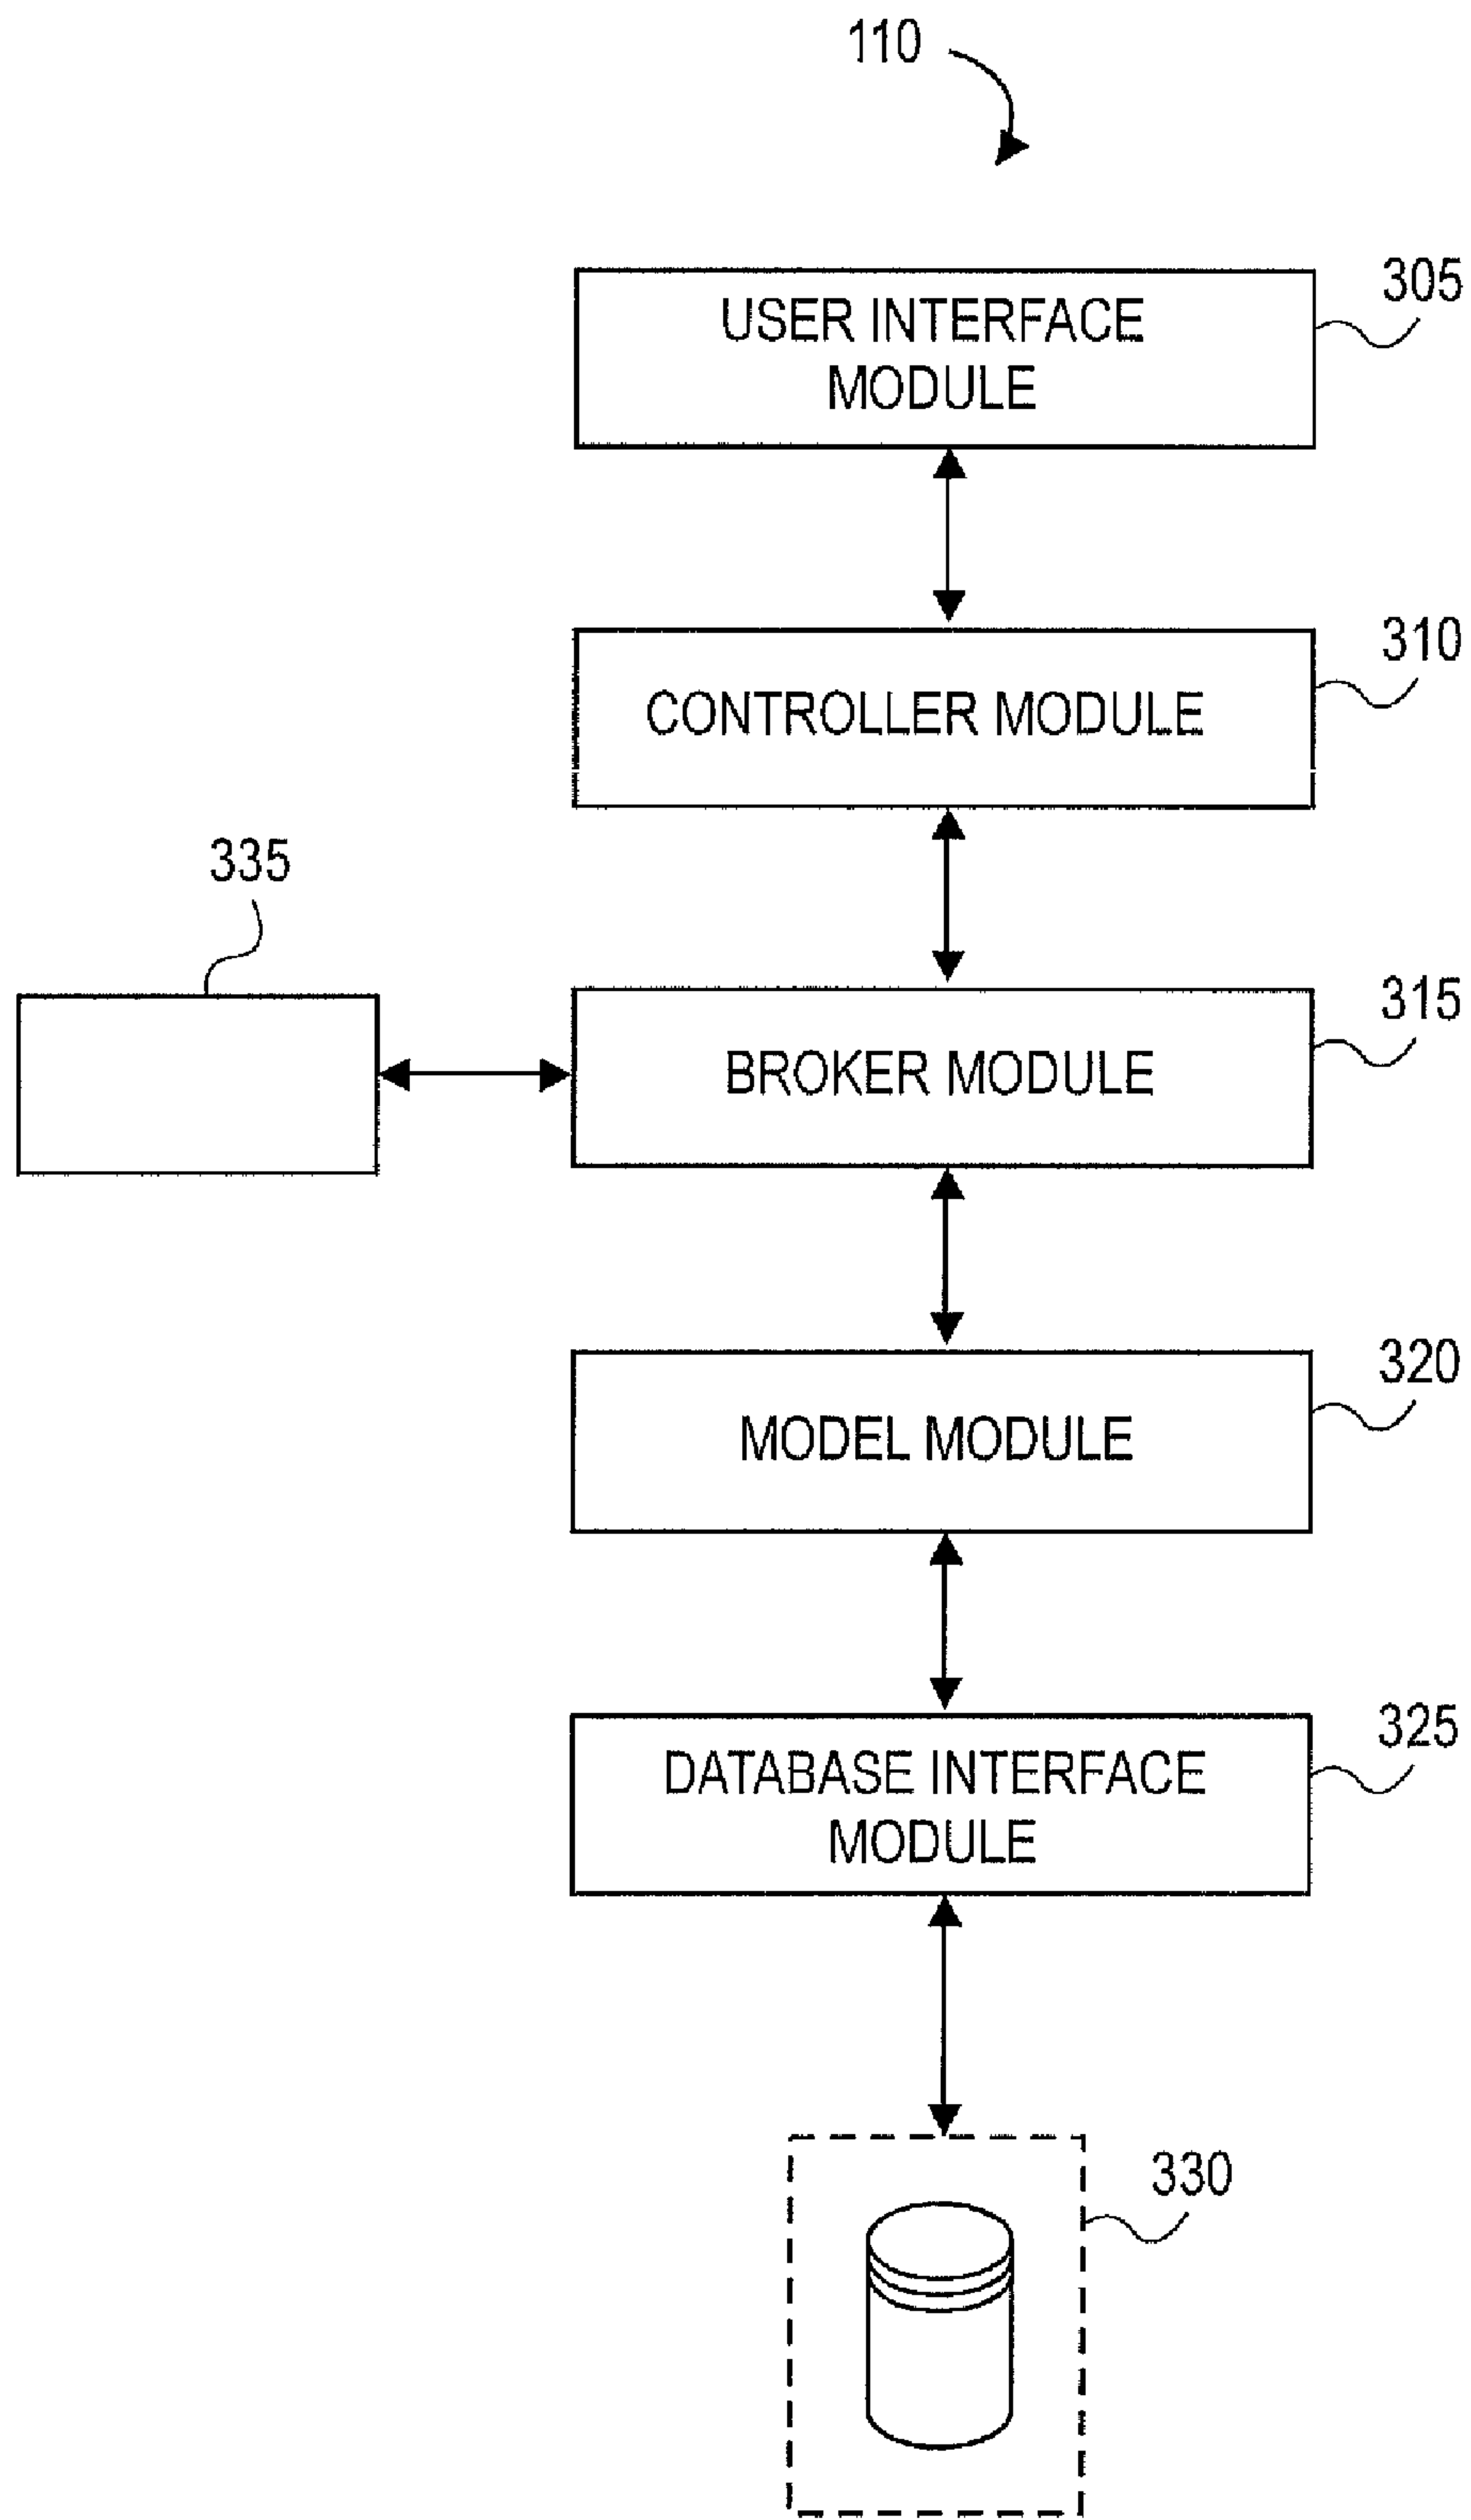 110
USER INTERFACE
MODULE
305
CONTROLLER MODULE
310
335
BROKER MODULE
315
MODEL MODULE
320
DATABASE INTERFACE
MODULE
325
330